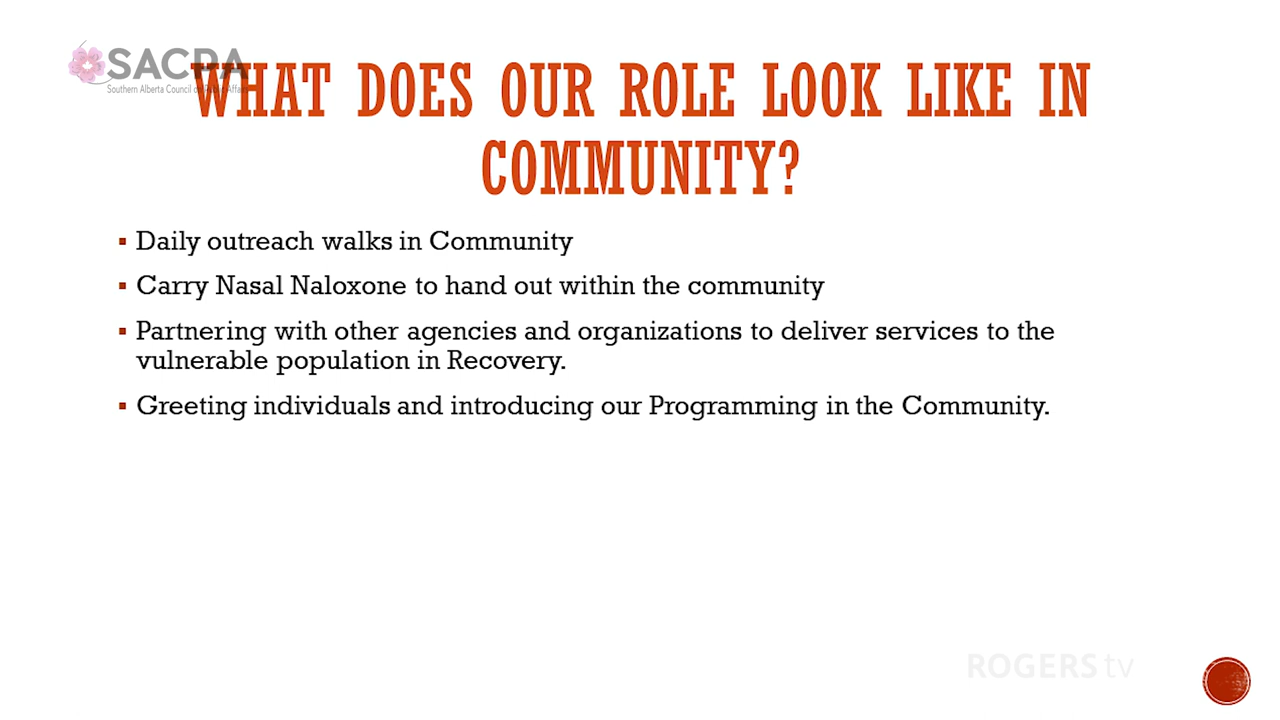 SACPA
Southern Alberta Council on Public Affairs
WHAT DOES OUR ROLE LOOK LIKE IN
COMMUNITY?
▪ Daily outreach walks in Community
▪ Carry Nasal Naloxone to hand out within the community
▪ Partnering with other agencies and organizations to deliver services to the
vulnerable population in Recovery.
▪ Greeting individuals and introducing our Programming in the Community.
ROGERS tv